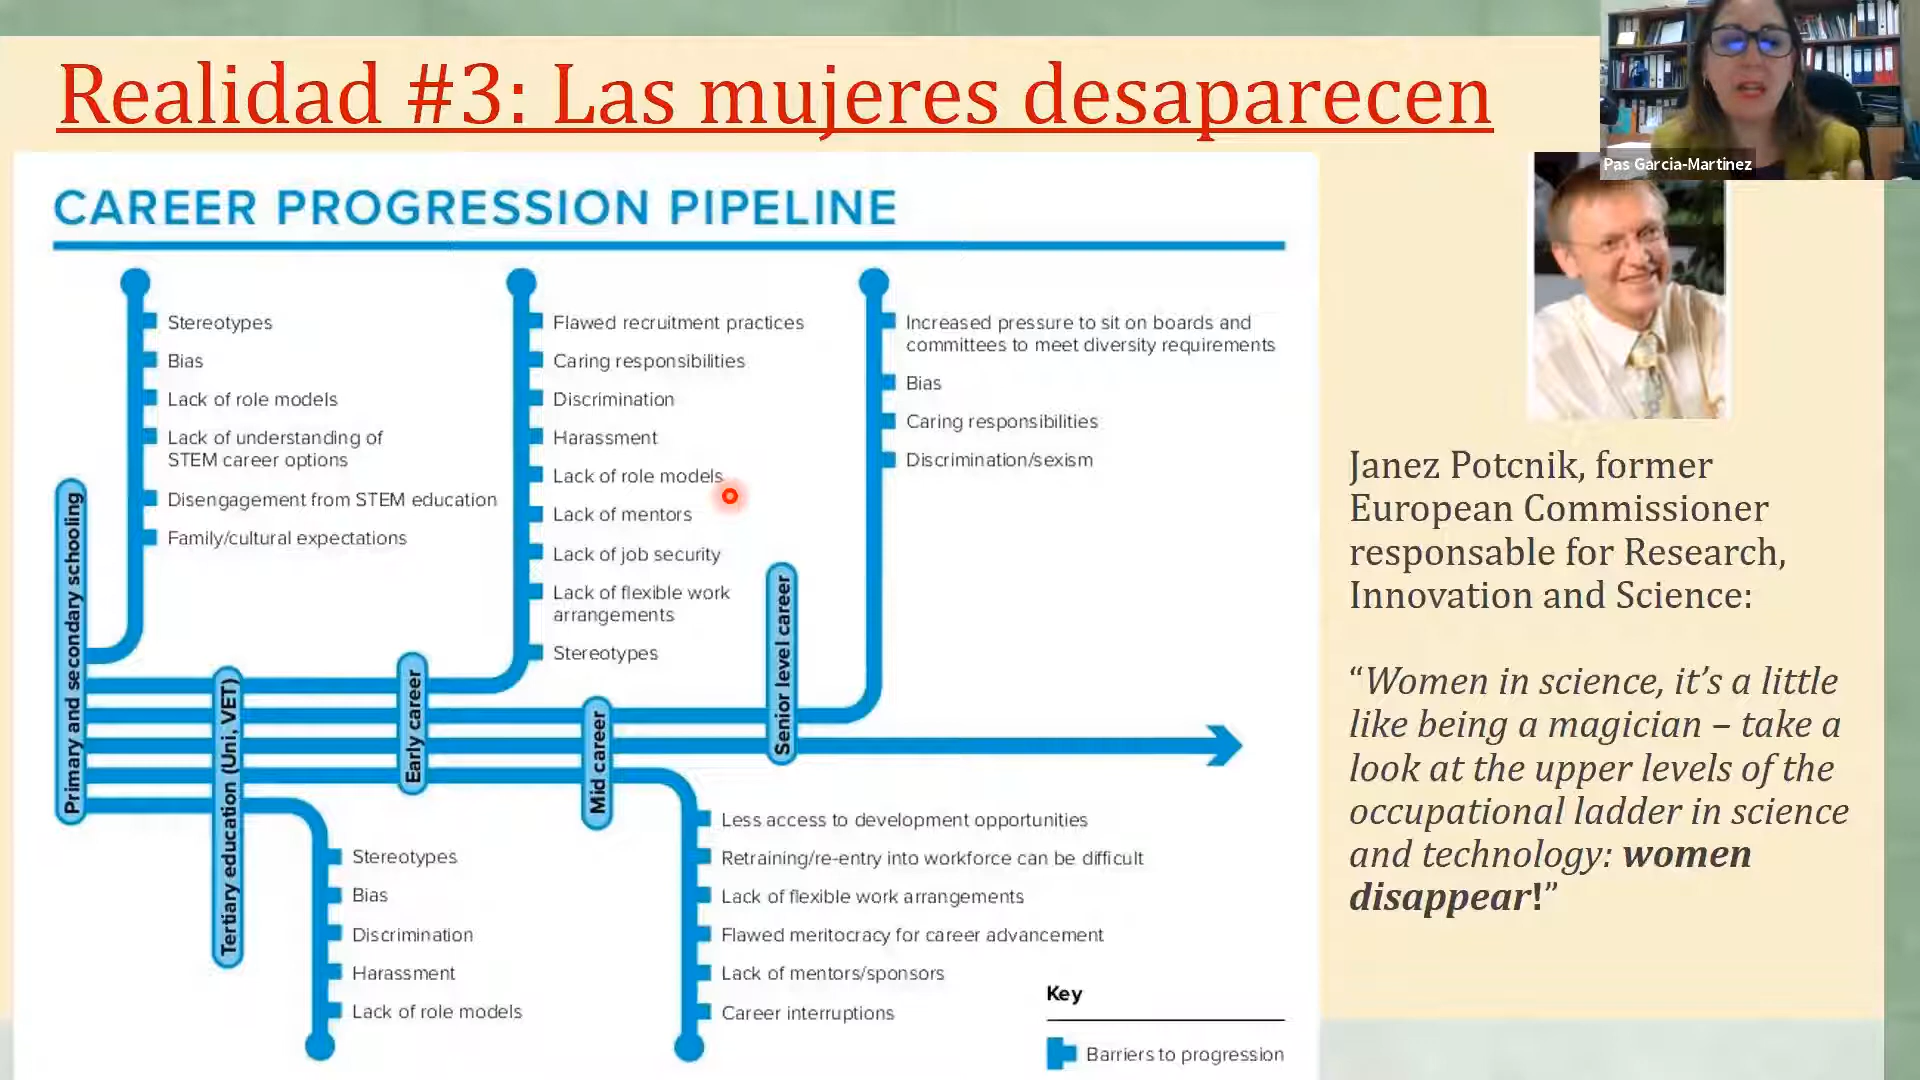 Realidad #3: Las mujeres desaparecen
Pas Garcia-Martinez
CAREER PROGRESSION PIPELINE
Stereotypes
Bias
Lack of role models
Lack of understanding of
STEM career options
Disengagement from STEM education
Family/cultural expectations
Flawed recruitment practices
Caring responsibilities
Discrimination
Harassment
Lack of role models
Lack of mentors
Lack of job security
Lack of flexible work
arrangements
Stereotypes
Increased pressure to sit on boards and
committees to meet diversity requirements
Bias
Caring responsibilities
Discrimination/sexism
Primary and secondary schooling
Tertiary education (Uni, VET)
Early career
Mid career
Senior level career
Stereotypes
Bias
Discrimination
Harassment
Lack of role models
Less access to development opportunities
Retraining/re-entry into workforce can be difficult
Lack of flexible work arrangements
Flawed meritocracy for career advancement
Lack of mentors/sponsors
Career interruptions
Key
Barriers to progression
Janez Potcnik, former
European Commissioner
responsable for Research,
Innovation and Science:
“Women in science, it’s a little
like being a magician – take a
look at the upper levels of the
occupational ladder in science
and technology: women
disappear!”